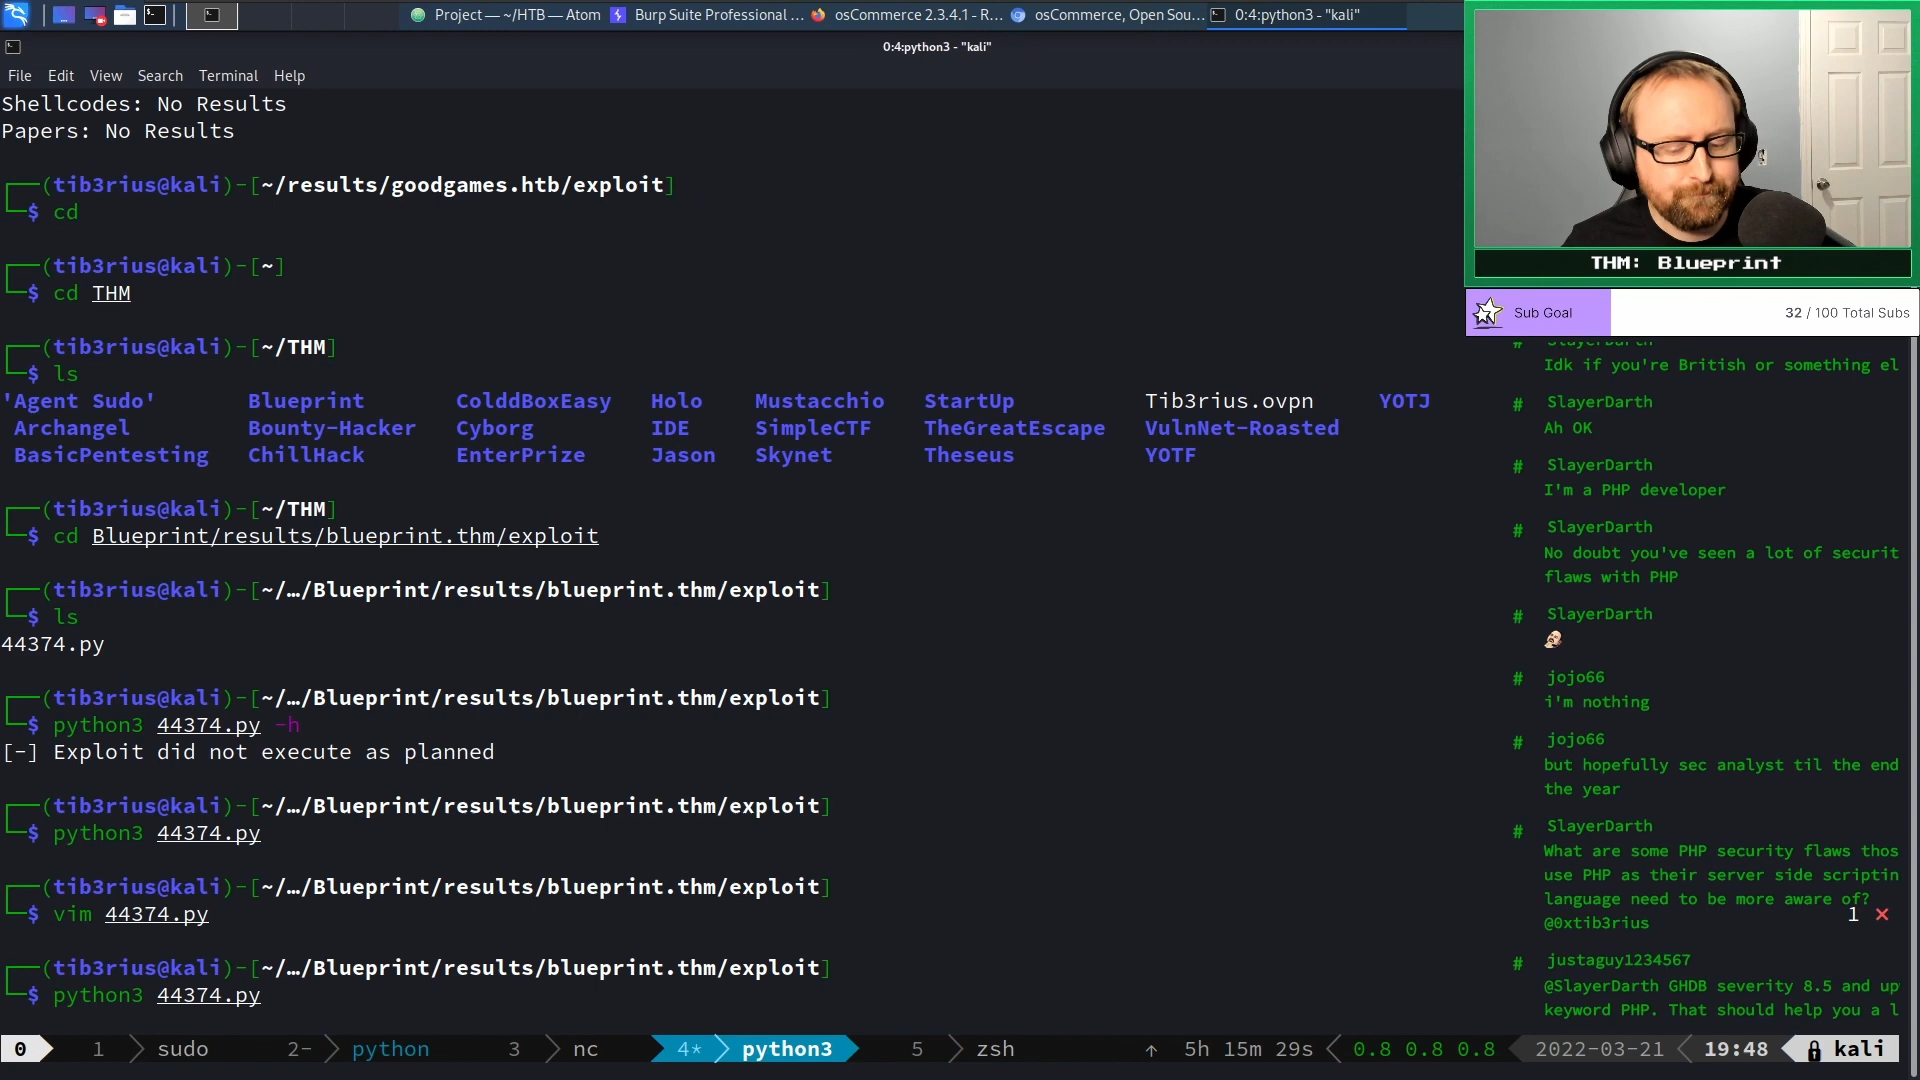 Project — ~/HTB — Atom
Burp Suite Professional ...
osCommerce 2.3.4.1 - R...
osCommerce, Open Sou...
0:4:python3 - "kali"
0:4:python3 - "kali"
File Edit View Search Terminal Help
Shellcodes: No Results
Papers: No Results
(tib3rius@kali)-[~/results/goodgames.htb/exploit]
$ cd
(tib3rius@kali)-[~]
$ cd THM
(tib3rius@kali)-[~/THM]
$ ls
'Agent Sudo' Blueprint ColddBoxEasy Holo Mustacchio StartUp Tib3rius.ovpn YOTJ
Archangel Bounty-Hacker Cyborg IDE SimpleCTF TheGreatEscape VulnNet-Roasted
BasicPentesting ChillHack EnterPrize Jason Skynet Theseus YOTF
(tib3rius@kali)-[~/THM]
$ cd Blueprint/results/blueprint.thm/exploit
(tib3rius@kali)-[~/…/Blueprint/results/blueprint.thm/exploit]
$ ls
44374.py
(tib3rius@kali)-[~/…/Blueprint/results/blueprint.thm/exploit]
$ python3 44374.py -h
[-] Exploit did not execute as planned
(tib3rius@kali)-[~/…/Blueprint/results/blueprint.thm/exploit]
$ python3 44374.py
(tib3rius@kali)-[~/…/Blueprint/results/blueprint.thm/exploit]
$ vim 44374.py
1 ×
(tib3rius@kali)-[~/…/Blueprint/results/blueprint.thm/exploit]
$ python3 44374.py
0 1 sudo 2- python 3 nc 4* python3 5 zsh ↑ 5h 15m 29s 0.8 0.8 0.8 2022-03-21 19:48 kali
THM: Blueprint
Sub Goal 32 / 100 Total Subs
# SlayerDarth
Idk if you're British or something el
# SlayerDarth
Ah OK
# SlayerDarth
I'm a PHP developer
# SlayerDarth
No doubt you've seen a lot of securit
flaws with PHP
# SlayerDarth
# jojo66
i'm nothing
# jojo66
but hopefully sec analyst til the end
the year
# SlayerDarth
What are some PHP security flaws thos
use PHP as their server side scriptin
language need to be more aware of?
@0xtib3rius
# justaguy1234567
@SlayerDarth GHDB severity 8.5 and up
keyword PHP. That should help you a l